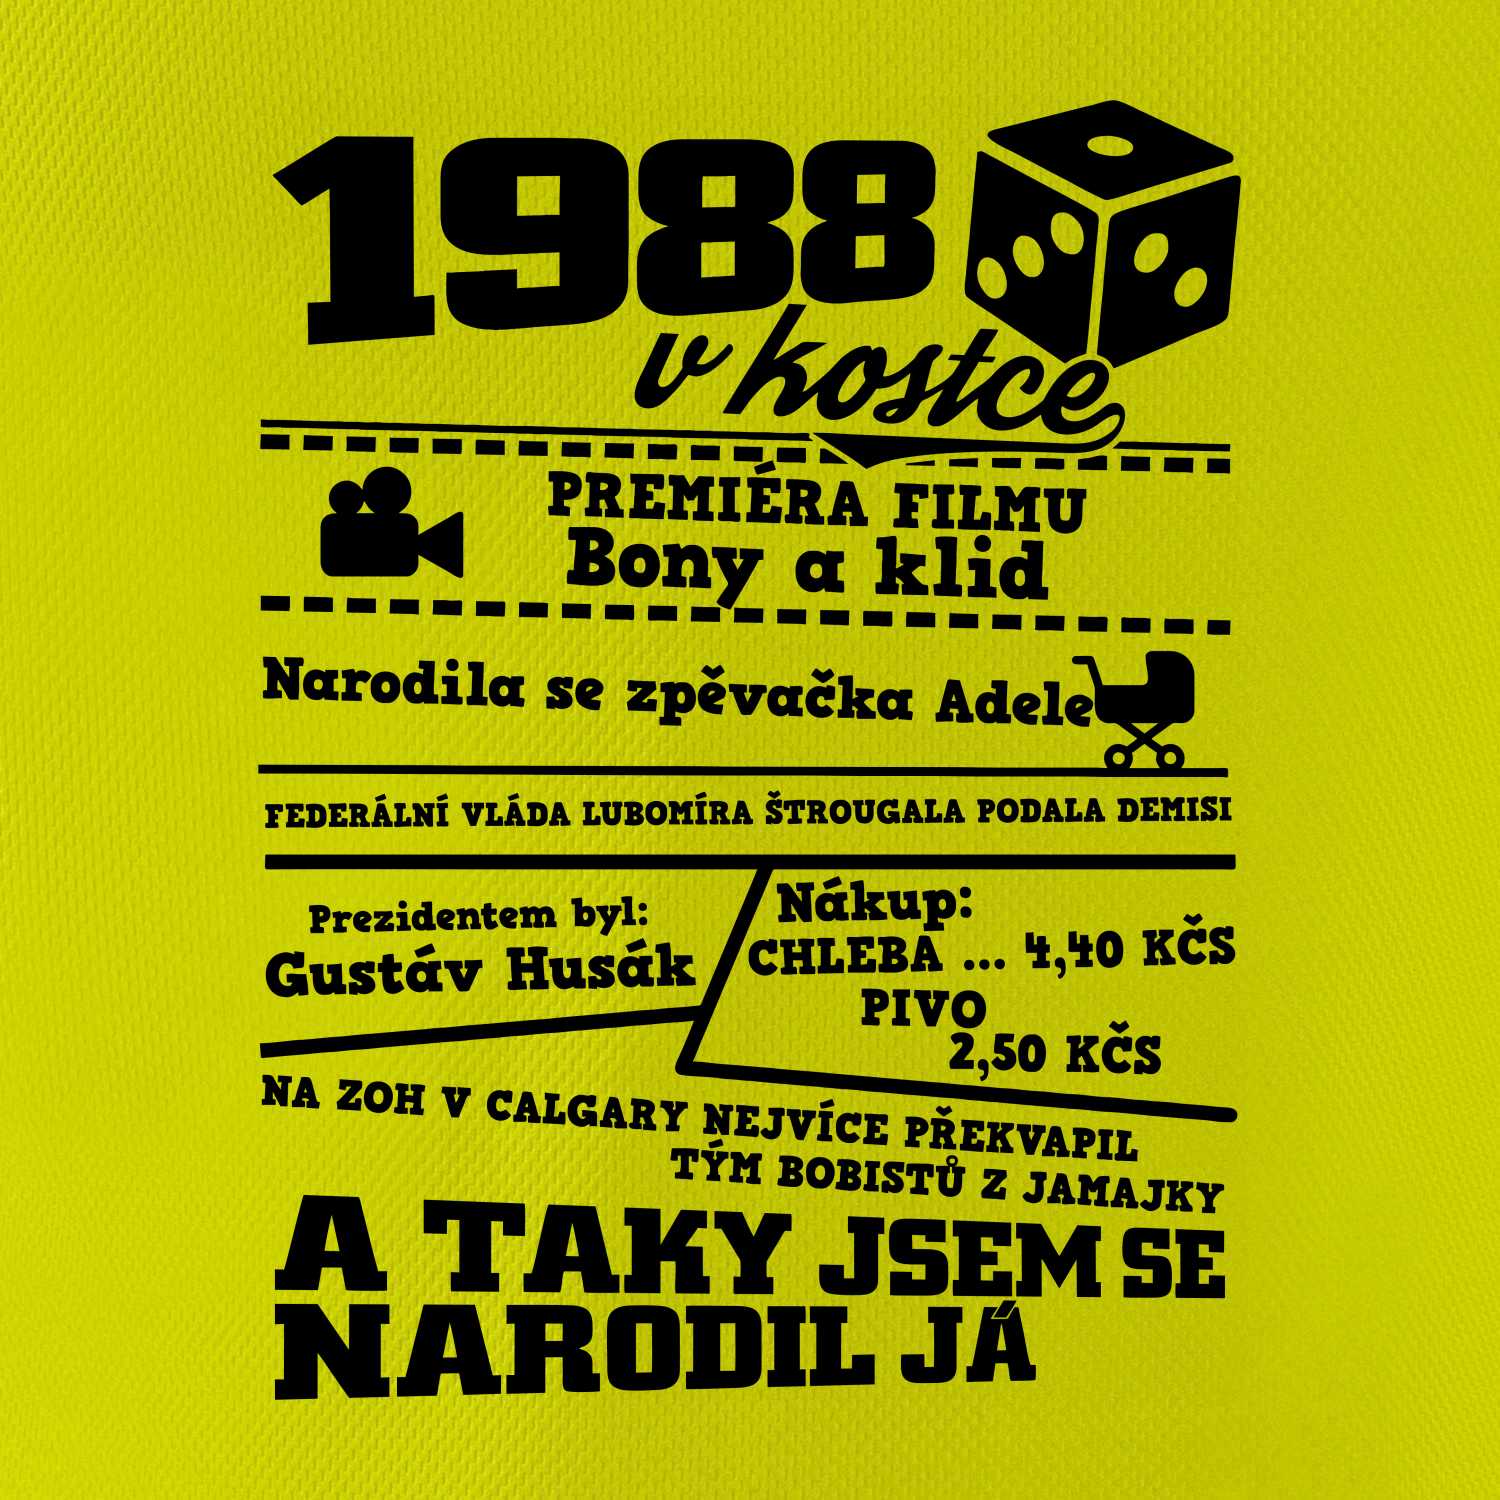 1988
v kostce
PREMIÉRA FILMU
Bony a klid
Narodila se zpěvačka Adele
FEDERÁLNÍ VLÁDA LUBOMÍRA ŠTROUGALA PODALA DEMISI
Prezidentem byl:
Gustáv Husák
Nákup:
CHLEBA ... 4,40 KČS
PIVO
2,50 KČS
NA ZOH V CALGARY NEJVÍCE PŘEKVAPIL
TÝM BOBISTŮ Z JAMAJKY
A TAKY JSEM SE
NARODIL JÁ